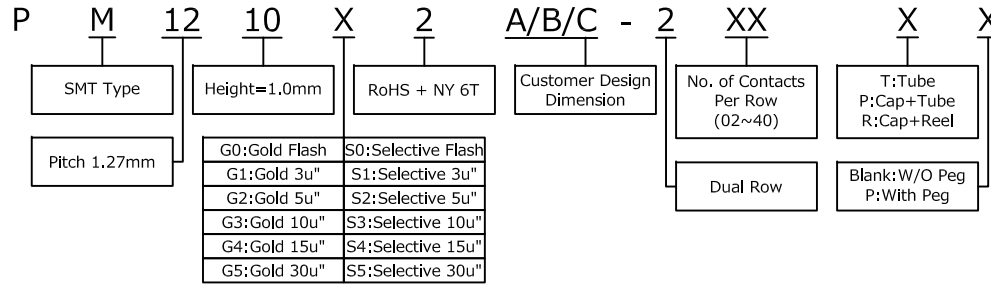 P M 12 10 X 2 A/B/C - 2 XX X X
SMT Type
Height=1.0mm
RoHS + NY 6T
Customer Design
Dimension
No. of Contacts
Per Row
(02~40)
T:Tube
P:Cap+Tube
R:Cap+Reel
Pitch 1.27mm
G0:Gold Flash S0:Selective Flash
G1:Gold 3u" S1:Selective 3u"
G2:Gold 5u" S2:Selective 5u"
G3:Gold 10u" S3:Selective 10u"
G4:Gold 15u" S4:Selective 15u"
G5:Gold 30u" S5:Selective 30u"
Dual Row
Blank:W/O Peg
P:With Peg